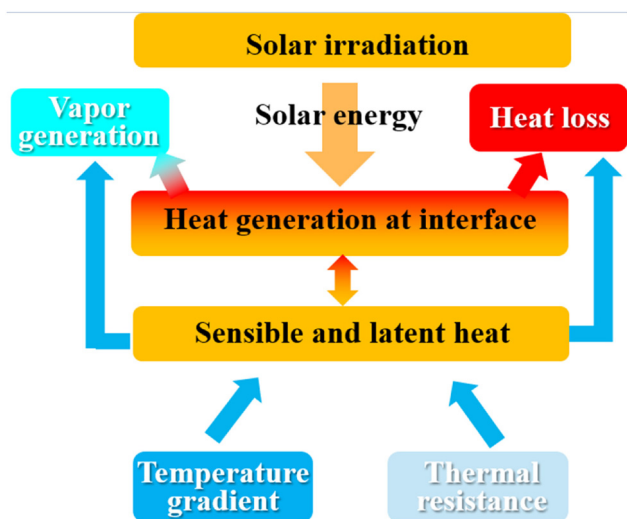 Solar irradiation
Vapor
generation
Solar energy
Heat loss
Heat generation at interface
Sensible and latent heat
Temperature
gradient
Thermal
resistance